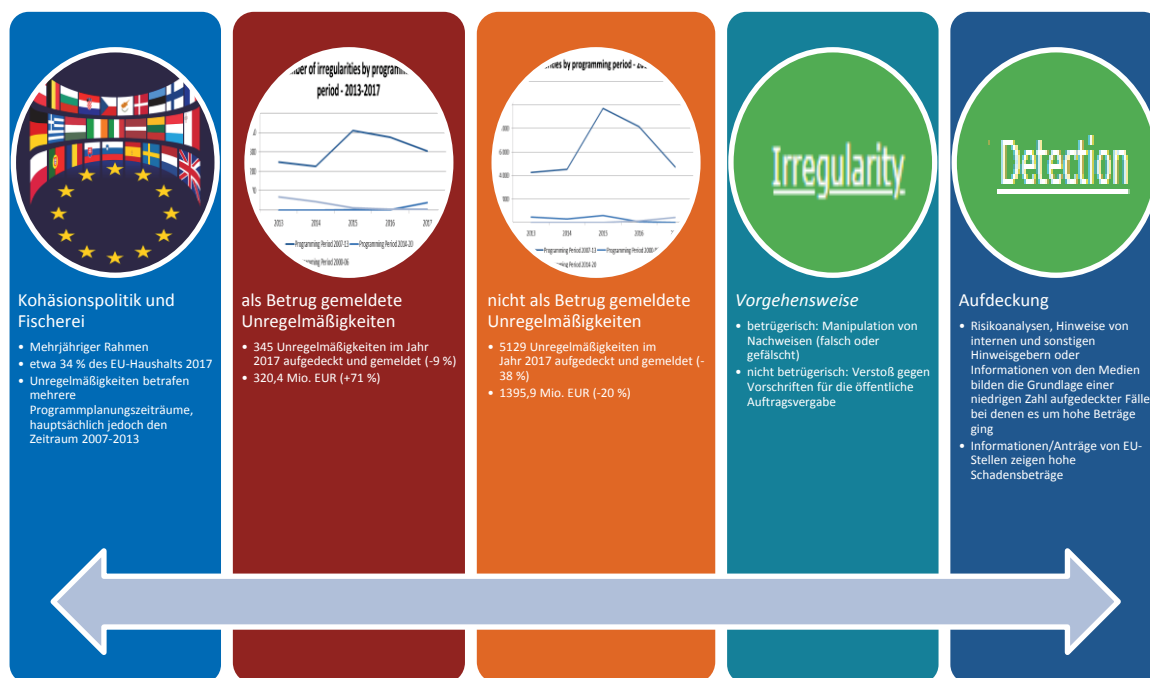 Kohäsionspolitik und
Fischerei
• Mehrjähriger Rahmen
• etwa 34 % des EU-Haushalts 2017
• Unregelmäßigkeiten betrafen
mehrere
Programmplanungszeiträume,
hauptsächlich jedoch den
Zeitraum 2007-2013
of irregularities by
period - 2013-2017
2013 2014 2015 2016 2017
Programming Period 2007-13 Programming Period 2014-20
Period 2000-06
als Betrug gemeldete
Unregelmäßigkeiten
• 345 Unregelmäßigkeiten im Jahr
2017 aufgedeckt und gemeldet (-9 %)
• 320,4 Mio. EUR (+71 %)
by programming period -
6 000
4 000
2013 2014 2015 2016
Programming Period 2007-13
Period 2014-20
nicht als Betrug gemeldete
Unregelmäßigkeiten
• 5129 Unregelmäßigkeiten im
Jahr 2017 aufgedeckt und gemeldet (-
38 %)
• 1395,9 Mio. EUR (-20 %)
Irregularity
Vorgehensweise
• betrügerisch: Manipulation von
Nachweisen (falsch oder
gefälscht)
• nicht betrügerisch: Verstoß gegen
Vorschriften für die öffentliche
Auftragsvergabe
Detection
Aufdeckung
• Risikoanalysen, Hinweise von
internen und sonstigen
Hinweisgebern oder
Informationen von den Medien
bilden die Grundlage einer
niedrigen Zahl aufgedeckter Fälle
bei denen es um hohe Beträge
ging
• Informationen/Anträge von EU-
Stellen zeigen hohe
Schadensbeträge